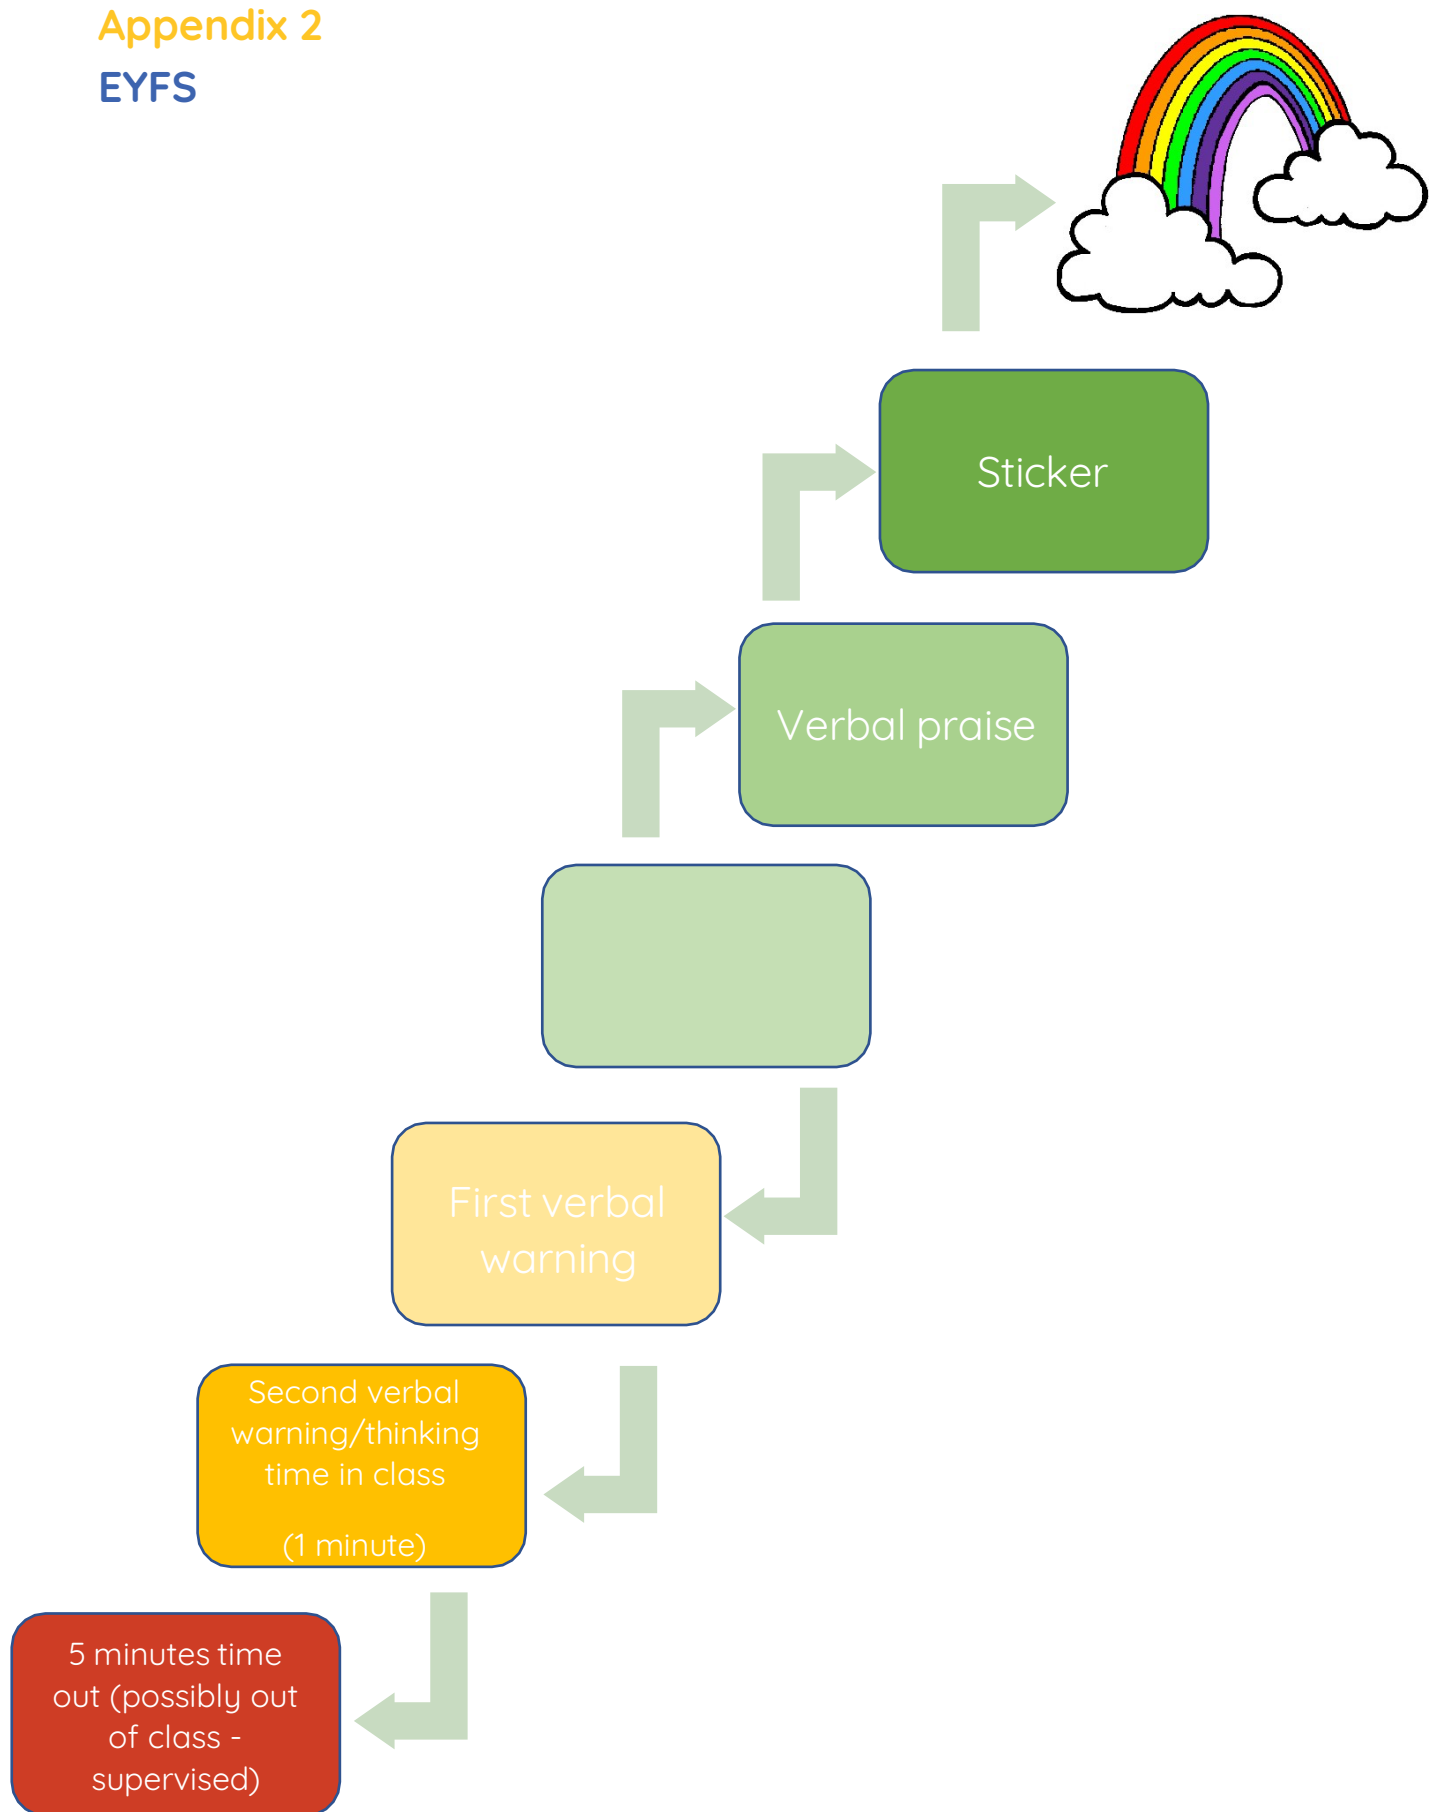 Appendix 2
EYFS
Sticker
Verbal praise
First verbal
warning
Second verbal
warning/thinking
time in class
(1 minute)
5 minutes time
out (possibly out
of class -
supervised)